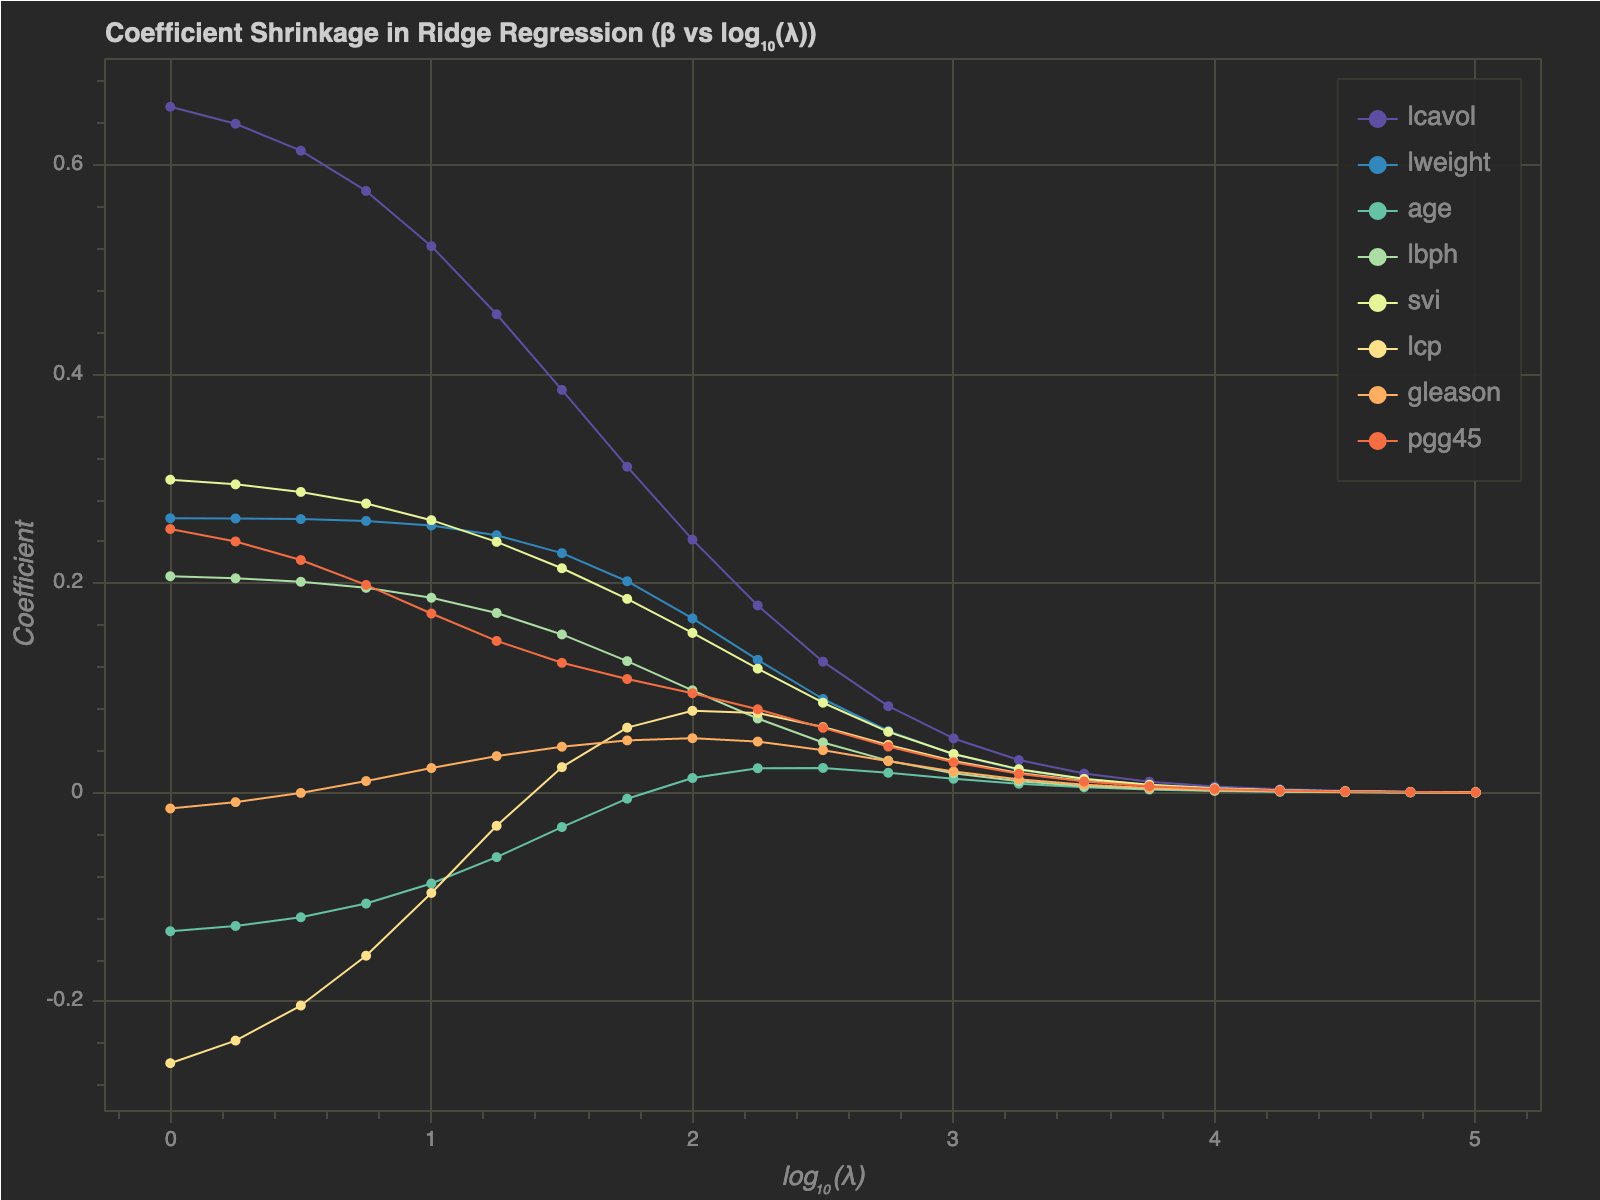 Coefficient Shrinkage in Ridge Regression (β vs log₁₀(λ))
lcavol
lweight
age
lbph
svi
lcp
gleason
pgg45
Coefficient
0.6
0.4
0.2
0
-0.2
0 1 2 3 4 5
log₁₀(λ)